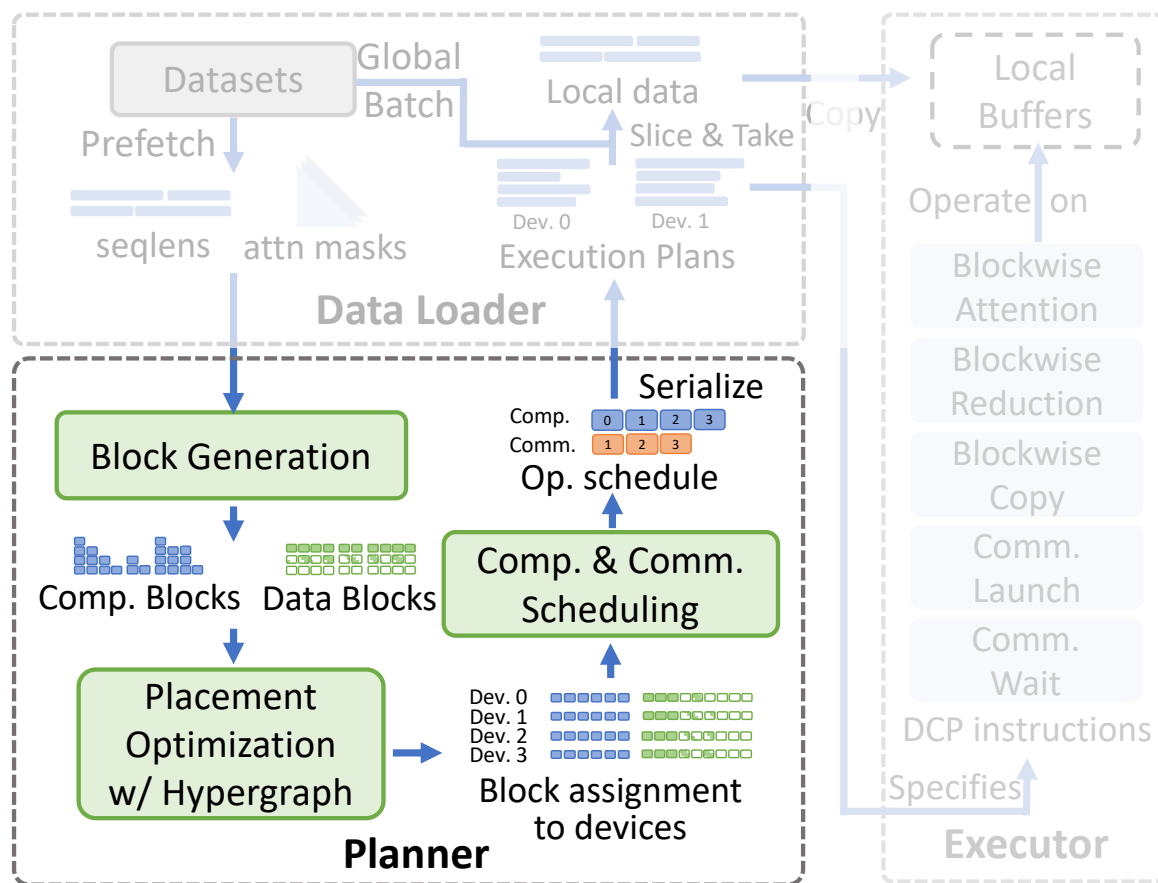 Datasets
Global
Batch
Prefetch
seqlens
attn masks
Local data
Slice & Take
Dev. 0
Dev. 1
Execution Plans
Data Loader
Copy
Local
Buffers
Operate on
Blockwise
Attention
Blockwise
Reduction
Blockwise
Copy
Comm.
Launch
Comm.
Wait
DCP instructions
Specifies
Executor
Block Generation
Comp. Blocks
Data Blocks
Placement
Optimization
w/ Hypergraph
Dev. 0
Dev. 1
Dev. 2
Dev. 3
Block assignment
to devices
Comp. & Comm.
Scheduling
Serialize
Comp. 0 1 2 3
Comm. 1 2 3
Op. schedule
Planner